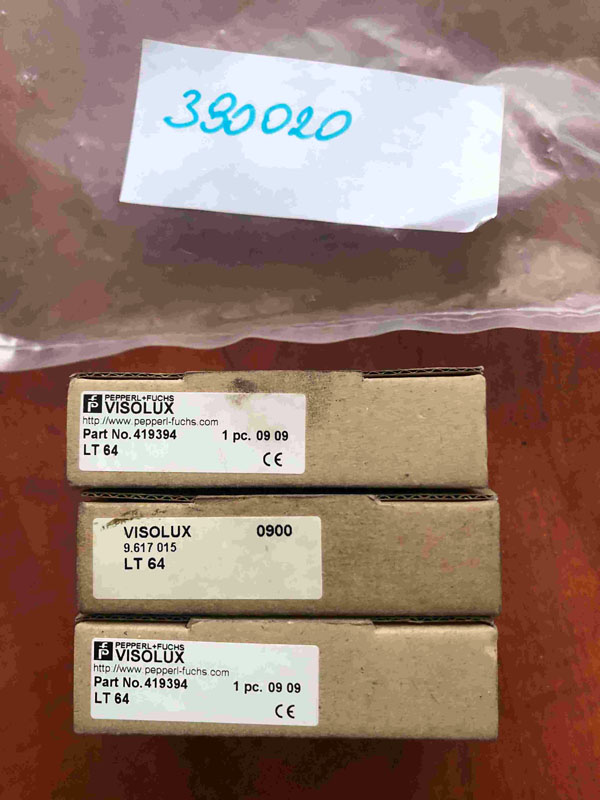 390020
PEPPERL+FUCHS
VISOLUX
http://www.pepperl-fuchs.com
Part No. 419394 1 pc. 09 09
LT 64
CE
VISOLUX 0900
9.617 015
LT 64
PEPPERL+FUCHS
VISOLUX
http://www.pepperl-fuchs.com
Part No. 419394 1 pc. 09 09
LT 64
CE